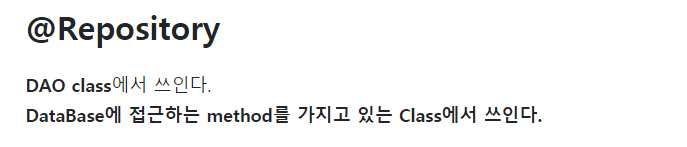 @Repository
DAO class에서 쓰인다.
DataBase에 접근하는 method를 가지고 있는 Class에서 쓰인다.